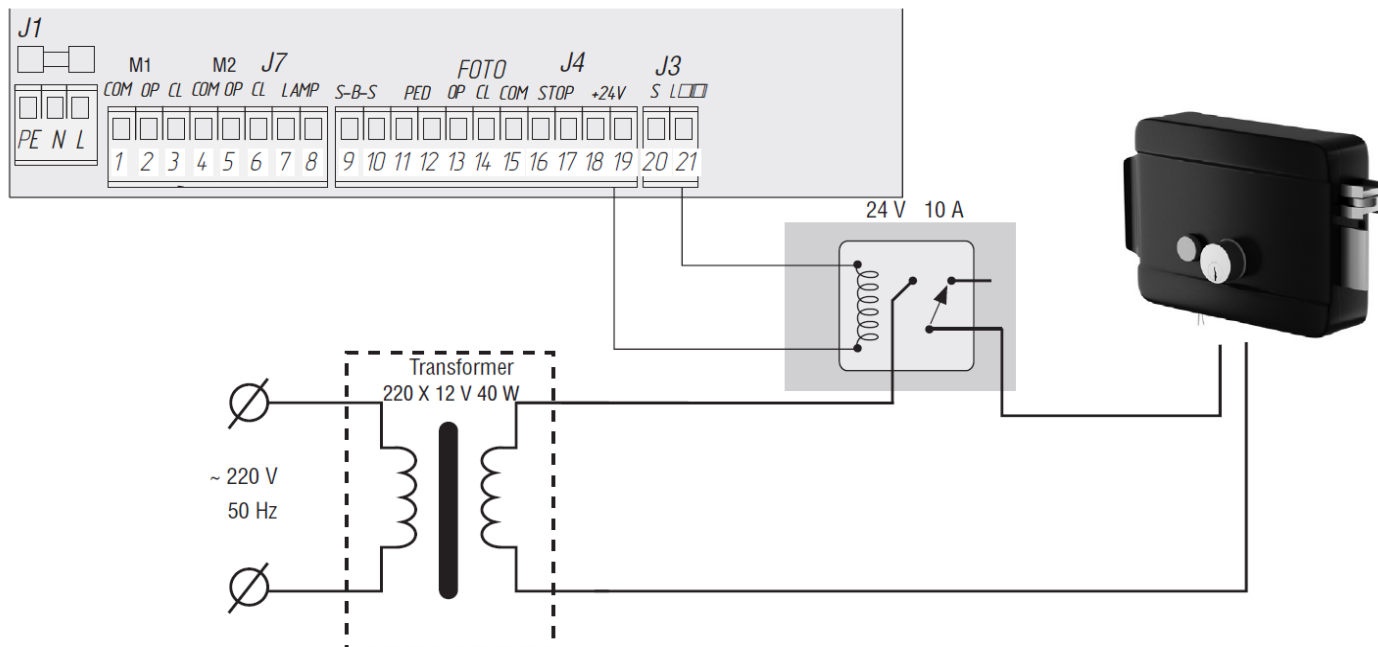 J1
M1 M2 J7 FOTO J4 J3
COM OP CL COM OP CL LAMP S-B-S PED OP CL COM STOP +24V S L
PE N L
1 2 3 4 5 6 7 8 9 10 11 12 13 14 15 16 17 18 19 20 21
24 V 10 A
Transformer
220 X 12 V 40 W
~ 220 V
50 Hz